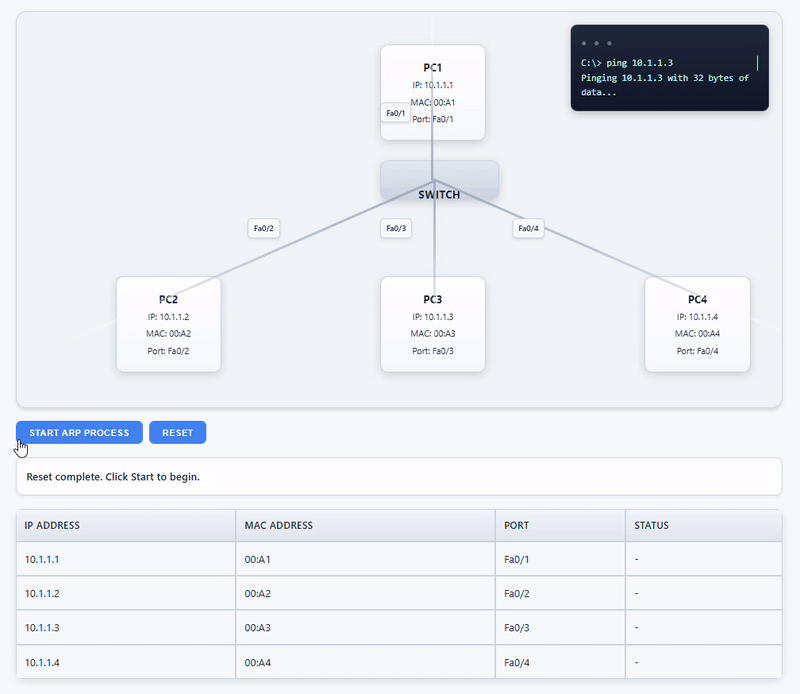 PC1
IP: 10.1.1.1
MAC: 00:A1
Port: Fa0/1
Fa0/1
C:\> ping 10.1.1.3
Pinging 10.1.1.3 with 32 bytes of
data...
SWITCH
Fa0/2
Fa0/3
Fa0/4
PC2
IP: 10.1.1.2
MAC: 00:A2
Port: Fa0/2
PC3
IP: 10.1.1.3
MAC: 00:A3
Port: Fa0/3
PC4
IP: 10.1.1.4
MAC: 00:A4
Port: Fa0/4
START ARP PROCESS RESET
Reset complete. Click Start to begin.
IP ADDRESS MAC ADDRESS PORT STATUS
10.1.1.1 00:A1 Fa0/1 -
10.1.1.2 00:A2 Fa0/2 -
10.1.1.3 00:A3 Fa0/3 -
10.1.1.4 00:A4 Fa0/4 -